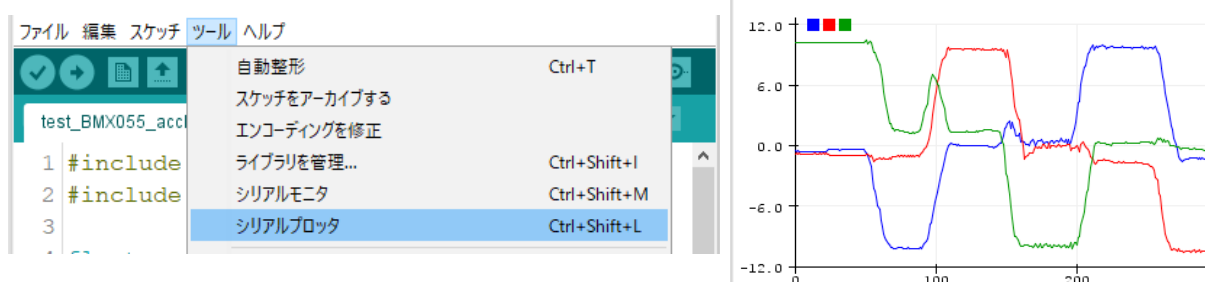 ファイル 編集 スケッチ ツール ヘルプ
自動整形 Ctrl+T
スケッチをアーカイブする
test_BMX055_accl
エンコーディングを修正
1 #include
ライブラリを管理... Ctrl+Shift+I
2 #include
シリアルモニタ Ctrl+Shift+M
3
シリアルプロッタ Ctrl+Shift+L
12.0
6.0
0.0
-6.0
-12.0
0 100 200